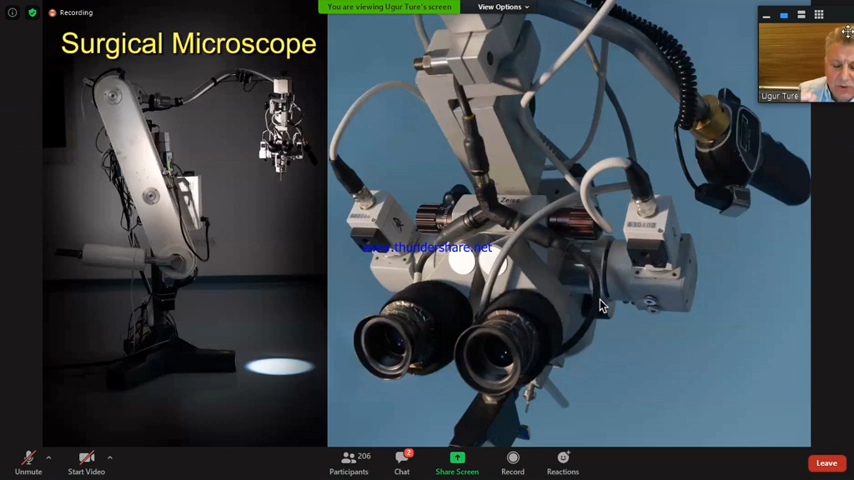 Recording
You are viewing Ugur Ture's screen
View Options
Surgical Microscope
Zeiss
www.thundershare.net
Ugur Ture
Unmute
Start Video
206
Participants
2
Chat
Share Screen
Record
Reactions
Leave